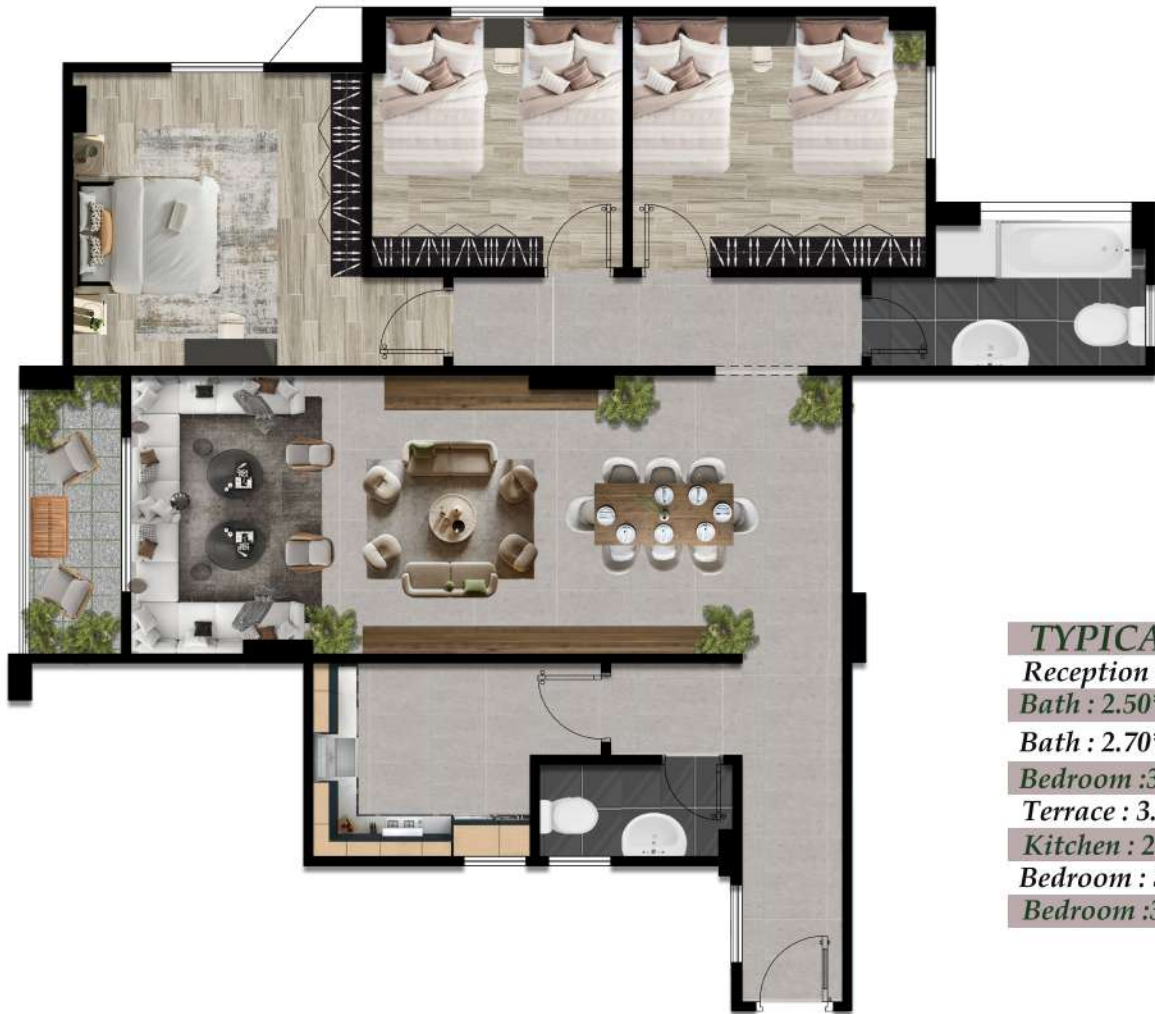 TYPICA
Reception
Bath : 2.50*
Bath : 2.70*
Bedroom :3
Terrace : 3.
Kitchen : 2
Bedroom :
Bedroom :3